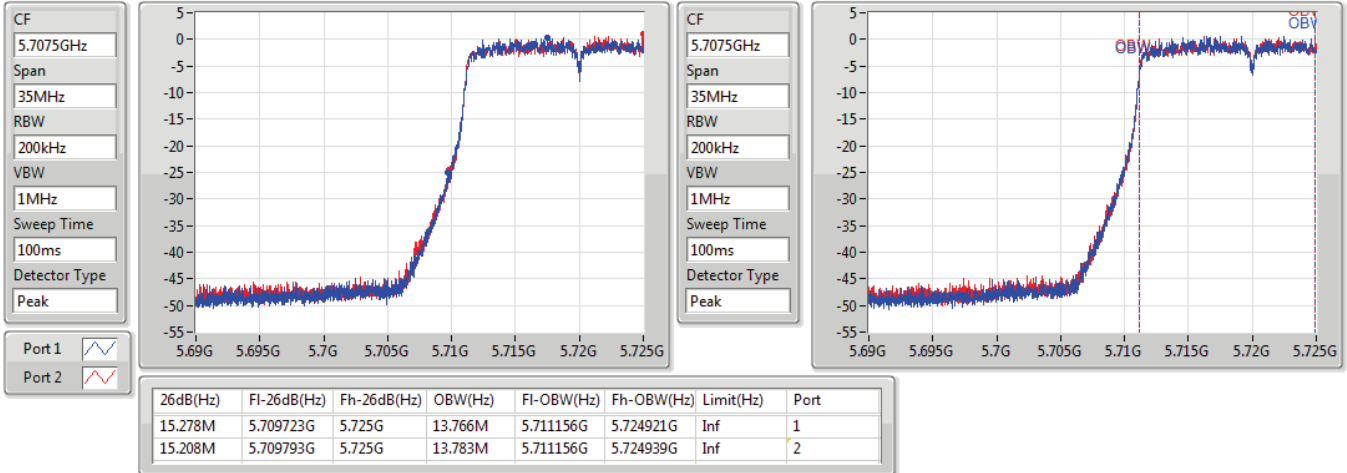 CF
5.7075GHz
Span
35MHz
RBW
200kHz
VBW
1MHz
Sweep Time
100ms
Detector Type
Peak
Port 1
Port 2
5
0
-5
-10
-15
-20
-25
-30
-35
-40
-45
-50
-55
5.69G 5.695G 5.7G 5.705G 5.71G 5.715G 5.72G 5.725G
CF
5.7075GHz
Span
35MHz
RBW
200kHz
VBW
1MHz
Sweep Time
100ms
Detector Type
Peak
5
0
-5
-10
-15
-20
-25
-30
-35
-40
-45
-50
-55
OBW
OBW
5.69G 5.695G 5.7G 5.705G 5.71G 5.715G 5.72G 5.725G
26dB(Hz) Fl-26dB(Hz) Fh-26dB(Hz) OBW(Hz) Fl-OBW(Hz) Fh-OBW(Hz) Limit(Hz) Port
15.278M 5.709723G 5.725G 13.766M 5.711156G 5.724921G Inf 1
15.208M 5.709793G 5.725G 13.783M 5.711156G 5.724939G Inf 2